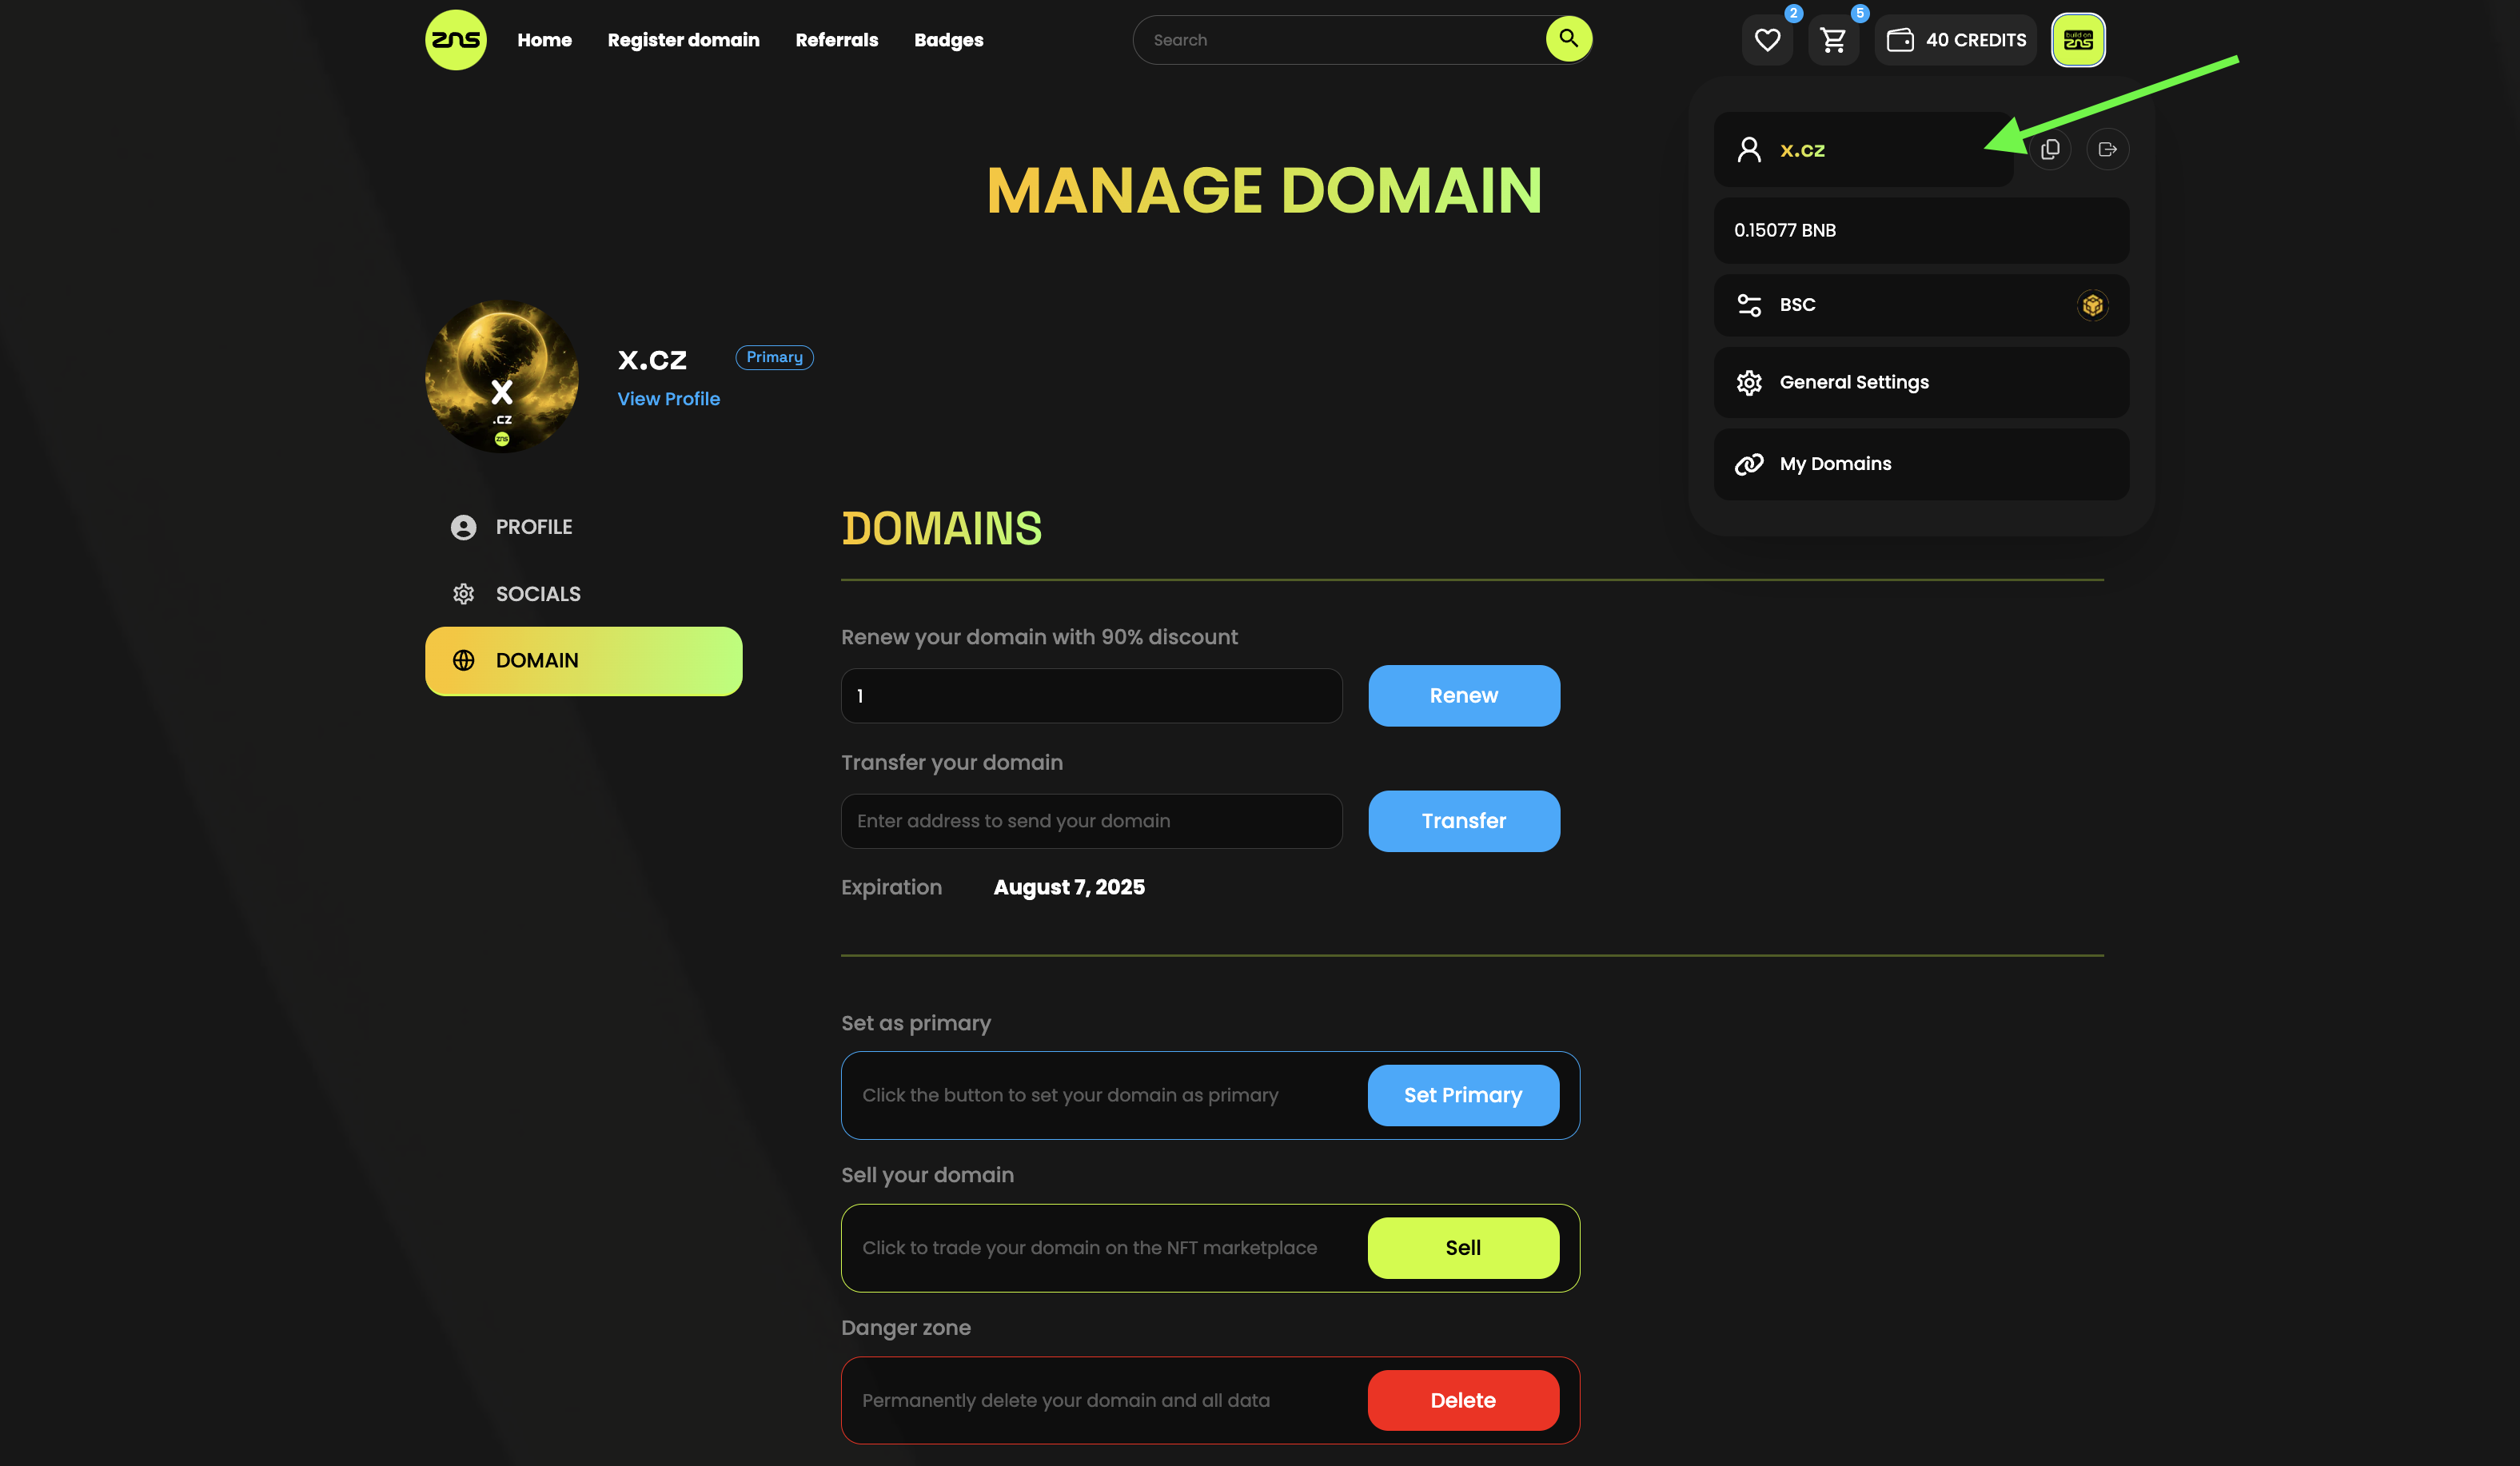 ZNS Home Register domain Referrals Badges Search 2 5 40 CREDITS build on ZNS
x.cz
0.15077 BNB
BSC
General Settings
My Domains
MANAGE DOMAIN
x
.cz
zns
x.cz Primary
View Profile
PROFILE
SOCIALS
DOMAIN
DOMAINS
Renew your domain with 90% discount
1 Renew
Transfer your domain
Enter address to send your domain Transfer
Expiration August 7, 2025
Set as primary
Click the button to set your domain as primary Set Primary
Sell your domain
Click to trade your domain on the NFT marketplace Sell
Danger zone
Permanently delete your domain and all data Delete